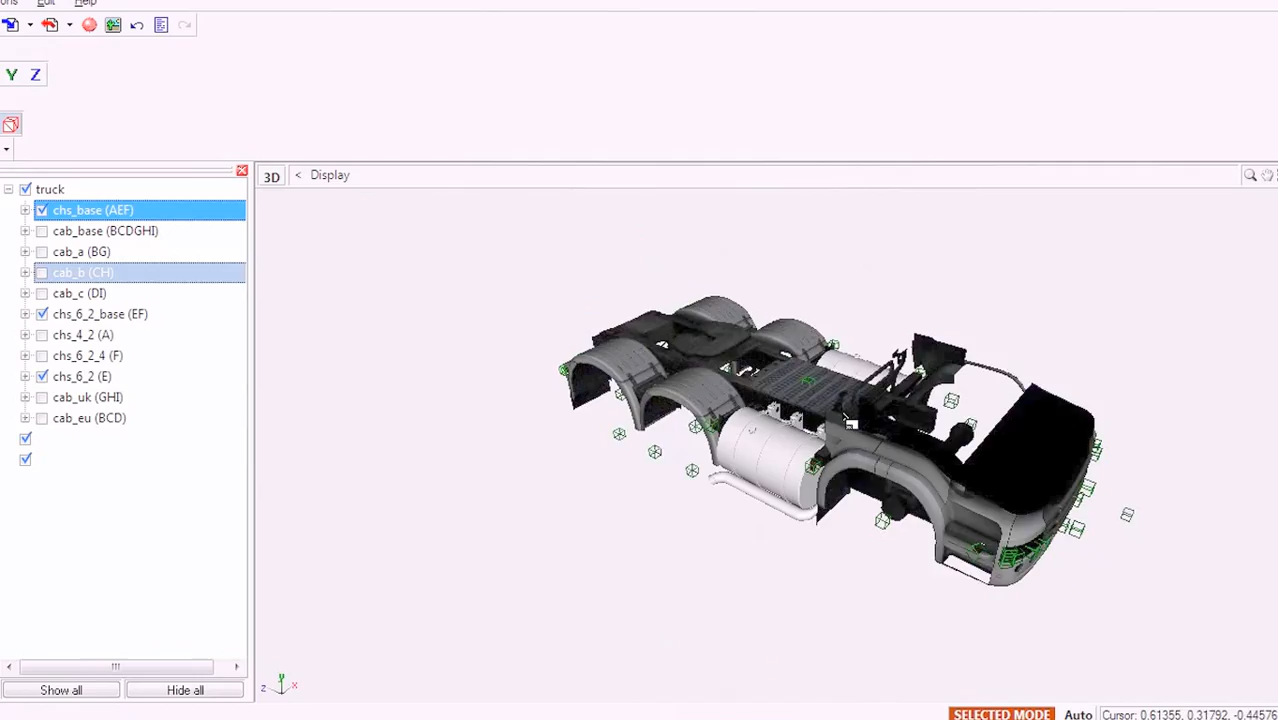 Edit Help
Y Z
3D < Display
truck
chs_base (AEF)
cab_base (BCDGHI)
cab_a (BG)
cab_b (CH)
cab_c (DI)
chs_6_2_base (EF)
chs_4_2 (A)
chs_6_2_4 (F)
chs_6_2 (E)
cab_uk (GHI)
cab_eu (BCD)
Show all Hide all
y
z x
SELECTED MODE Auto Cursor: 0.61355, 0.31792, -0.44576